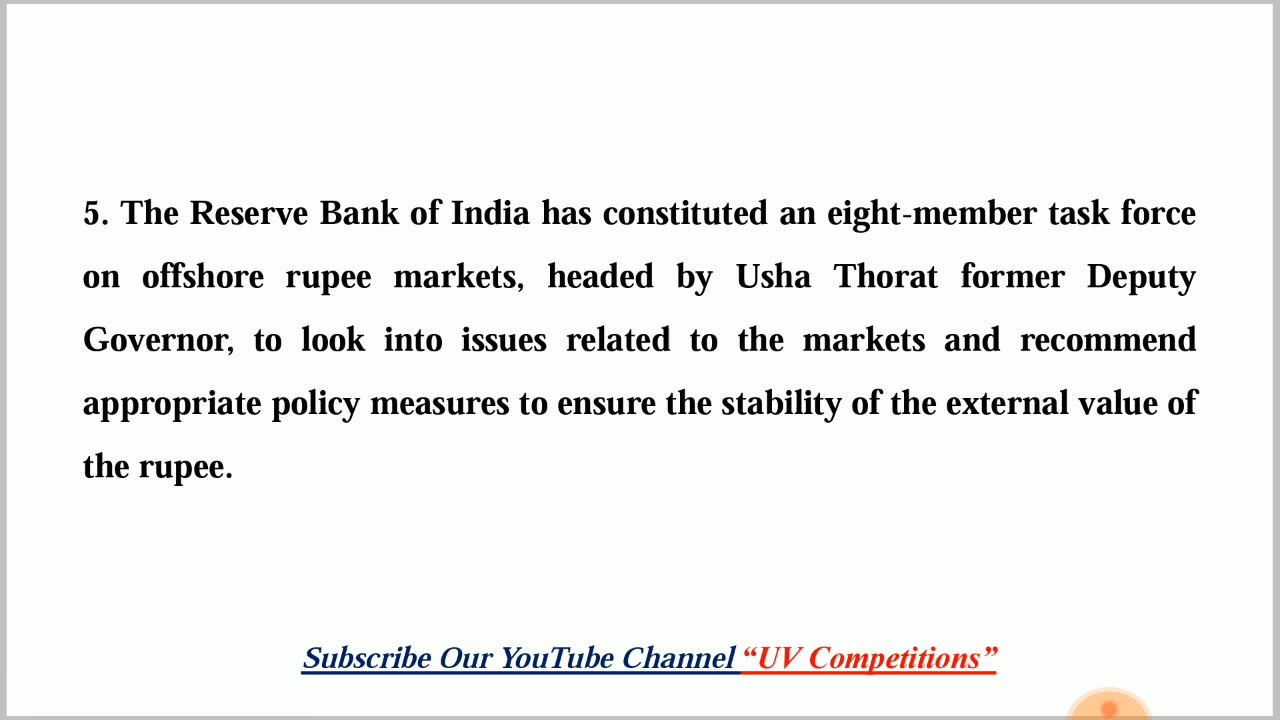 5. The Reserve Bank of India has constituted an eight-member task force
on offshore rupee markets, headed by Usha Thorat former Deputy
Governor, to look into issues related to the markets and recommend
appropriate policy measures to ensure the stability of the external value of
the rupee.
Subscribe Our YouTube Channel “UV Competitions”